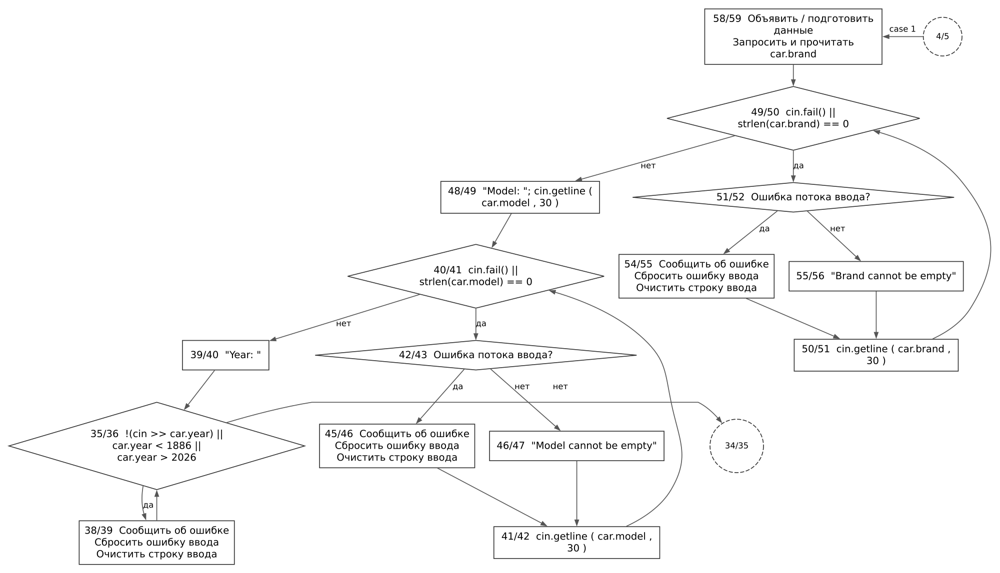 58/59  Объявить / подготовить
данные
Запросить и прочитать
car.brand
case 1
4/5
49/50  cin.fail() ||
strlen(car.brand) == 0
нет
да
48/49  "Model: "; cin.getline (
car.model , 30 )
51/52  Ошибка потока ввода?
да
нет
40/41  cin.fail() ||
strlen(car.model) == 0
54/55  Сообщить об ошибке
Сбросить ошибку ввода
Очистить строку ввода
55/56  "Brand cannot be empty"
нет
да
39/40  "Year: "
42/43  Ошибка потока ввода?
50/51  cin.getline ( car.brand ,
30 )
да
нет
нет
35/36  !(cin >> car.year) ||
car.year < 1886 ||
car.year > 2026
45/46  Сообщить об ошибке
Сбросить ошибку ввода
Очистить строку ввода
46/47  "Model cannot be empty"
34/35
да
38/39  Сообщить об ошибке
Сбросить ошибку ввода
Очистить строку ввода
41/42  cin.getline ( car.model ,
30 )